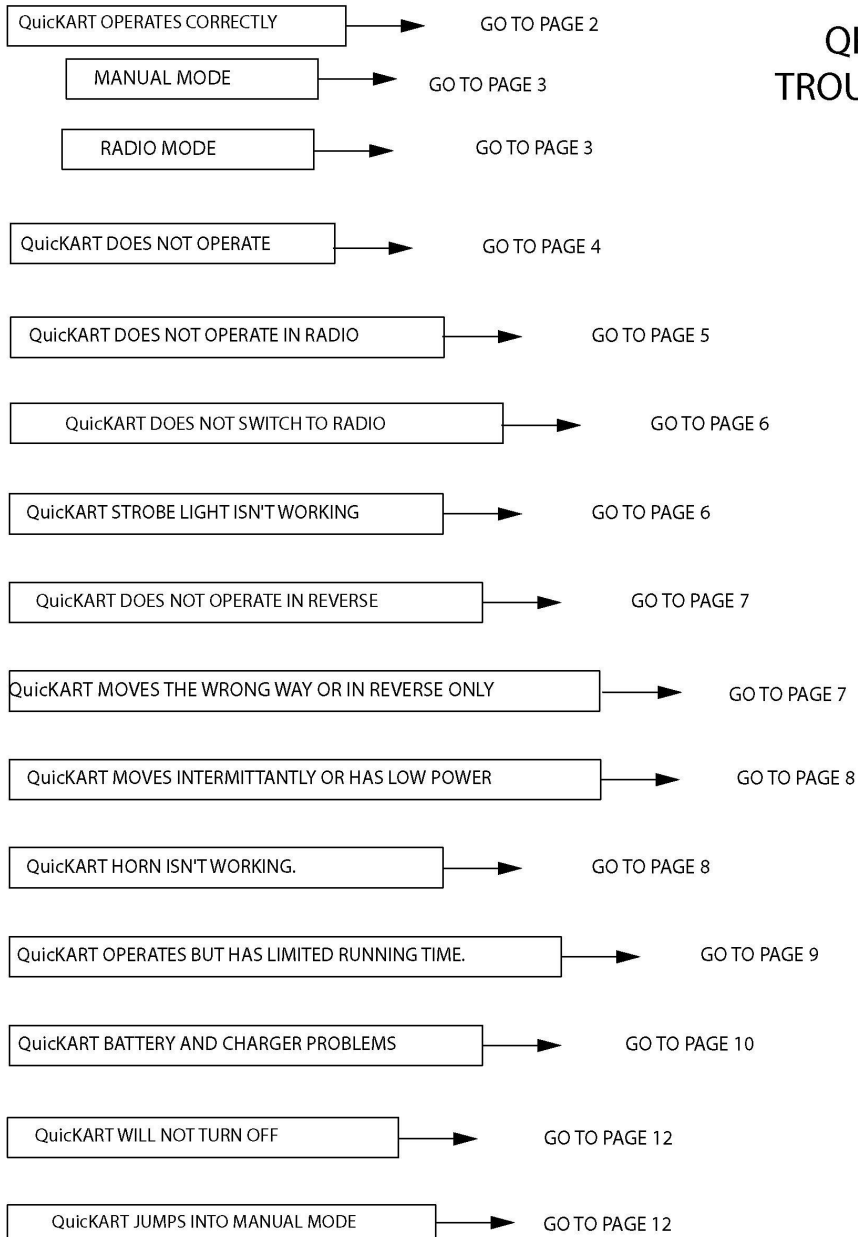 QuicKART OPERATES CORRECTLY GO TO PAGE 2
MANUAL MODE GO TO PAGE 3
RADIO MODE GO TO PAGE 3
QuicKART DOES NOT OPERATE GO TO PAGE 4
QuicKART DOES NOT OPERATE IN RADIO GO TO PAGE 5
QuicKART DOES NOT SWITCH TO RADIO GO TO PAGE 6
QuicKART STROBE LIGHT ISN'T WORKING GO TO PAGE 6
QuicKART DOES NOT OPERATE IN REVERSE GO TO PAGE 7
QuicKART MOVES THE WRONG WAY OR IN REVERSE ONLY GO TO PAGE 7
QuicKART MOVES INTERMITTANTLY OR HAS LOW POWER GO TO PAGE 8
QuicKART HORN ISN'T WORKING. GO TO PAGE 8
QuicKART OPERATES BUT HAS LIMITED RUNNING TIME. GO TO PAGE 9
QuicKART BATTERY AND CHARGER PROBLEMS GO TO PAGE 10
QuicKART WILL NOT TURN OFF GO TO PAGE 12
QuicKART JUMPS INTO MANUAL MODE GO TO PAGE 12